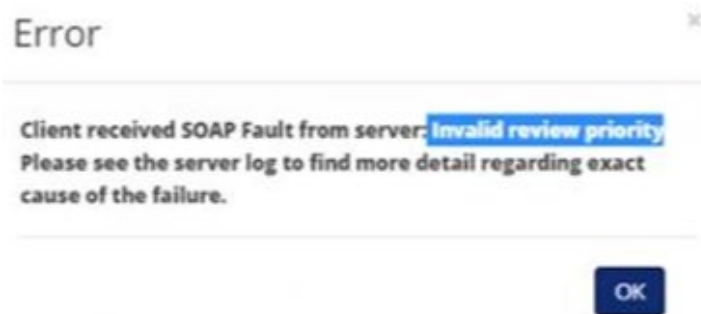 Error
Client received SOAP Fault from server: Invalid review priority
Please see the server log to find more detail regarding exact
cause of the failure.
OK